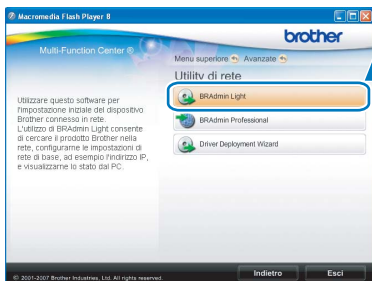 Macromedia Flash Player 8
brother
Multi-Function Center ®
Menu superiore Avanzate
Utility di rete
BRAdmin Light
BRAdmin Professional
Driver Deployment Wizard
Utilizzare questo software per
l'impostazione iniziale del dispositivo
Brother connesso in rete.
L'utilizzo di BRAdmin Light consente
di cercare il prodotto Brother nella
rete, configurarne le impostazioni di
rete di base, ad esempio l'indirizzo IP,
e visualizzarne lo stato dal PC.
© 2001-2007 Brother Industries, Ltd. All rights reserved.
Indietro
Esci